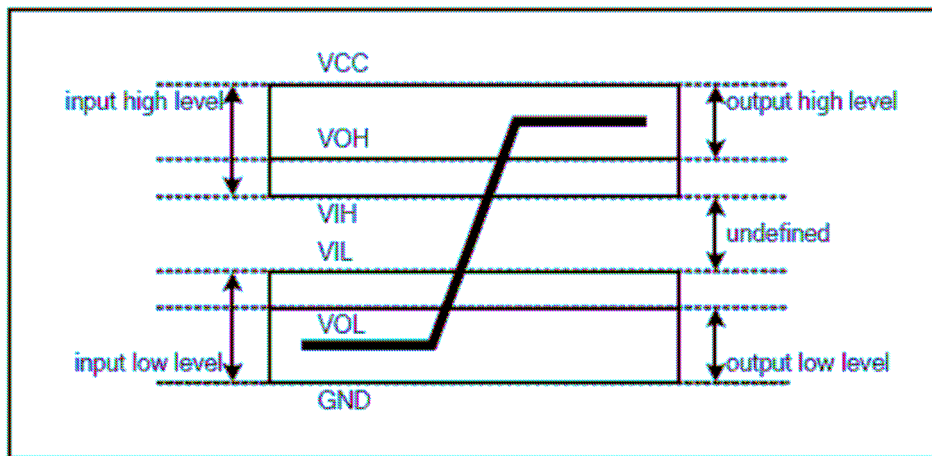 VCC
input high level
output high level
VOH
VIH
undefined
VIL
VOL
input low level
output low level
GND